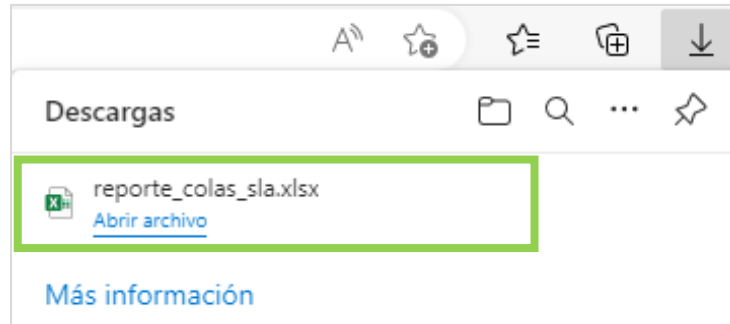 Descargas
reporte_colas_sla.xlsx
Abrir archivo
Más información